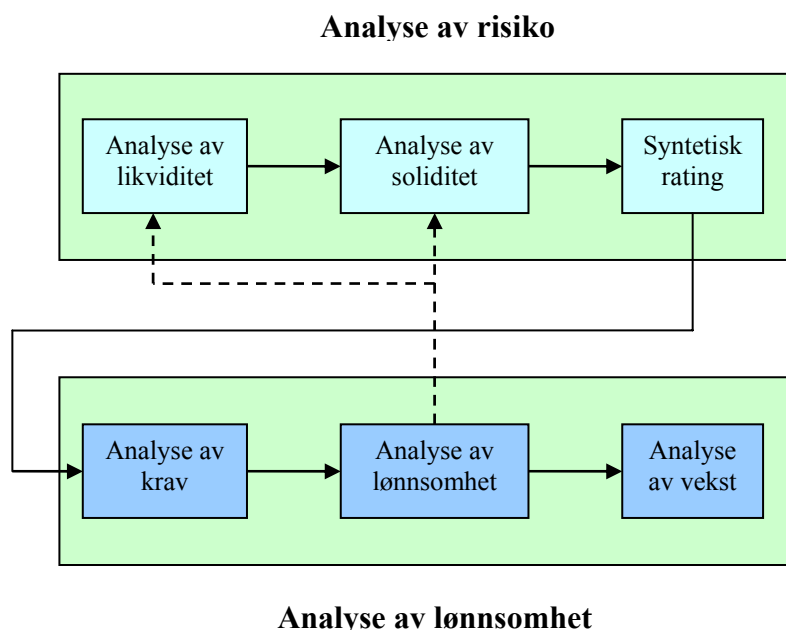 Analyse av risiko
Analyse av
likviditet
Analyse av
soliditet
Syntetisk
rating
Analyse av
krav
Analyse av
lønnsomhet
Analyse
av vekst
Analyse av lønnsomhet